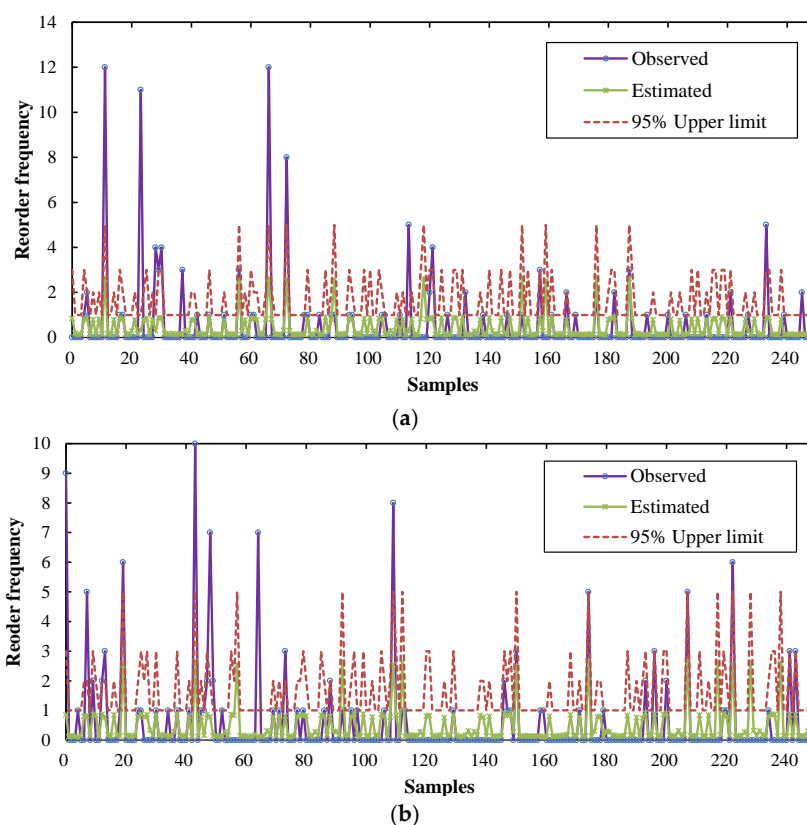 14
12
10
8
6
4
2
0
Reorder frequency
Observed
Estimated
95% Upper limit
0 20 40 60 80 100 120 140 160 180 200 220 240
Samples
(a)
10
9
8
7
6
5
4
3
2
1
0
Reoder frequency
Observed
Estimated
95% Upper limit
0 20 40 60 80 100 120 140 160 180 200 220 240
Samples
(b)